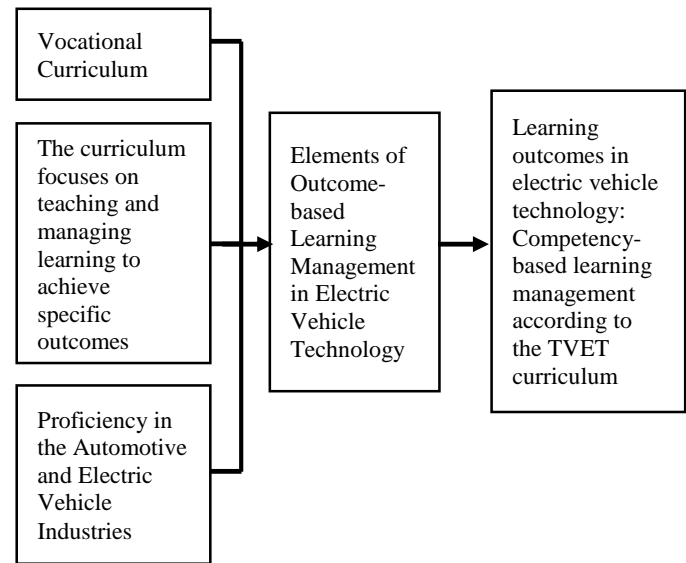 Vocational
Curriculum
The curriculum
focuses on
teaching and
managing
learning to
achieve
specific
outcomes
Proficiency in
the Automotive
and Electric
Vehicle
Industries
Elements of
Outcome-
based
Learning
Management
in Electric
Vehicle
Technology
Learning
outcomes in
electric vehicle
technology:
Competency-
based learning
management
according to
the TVET
curriculum